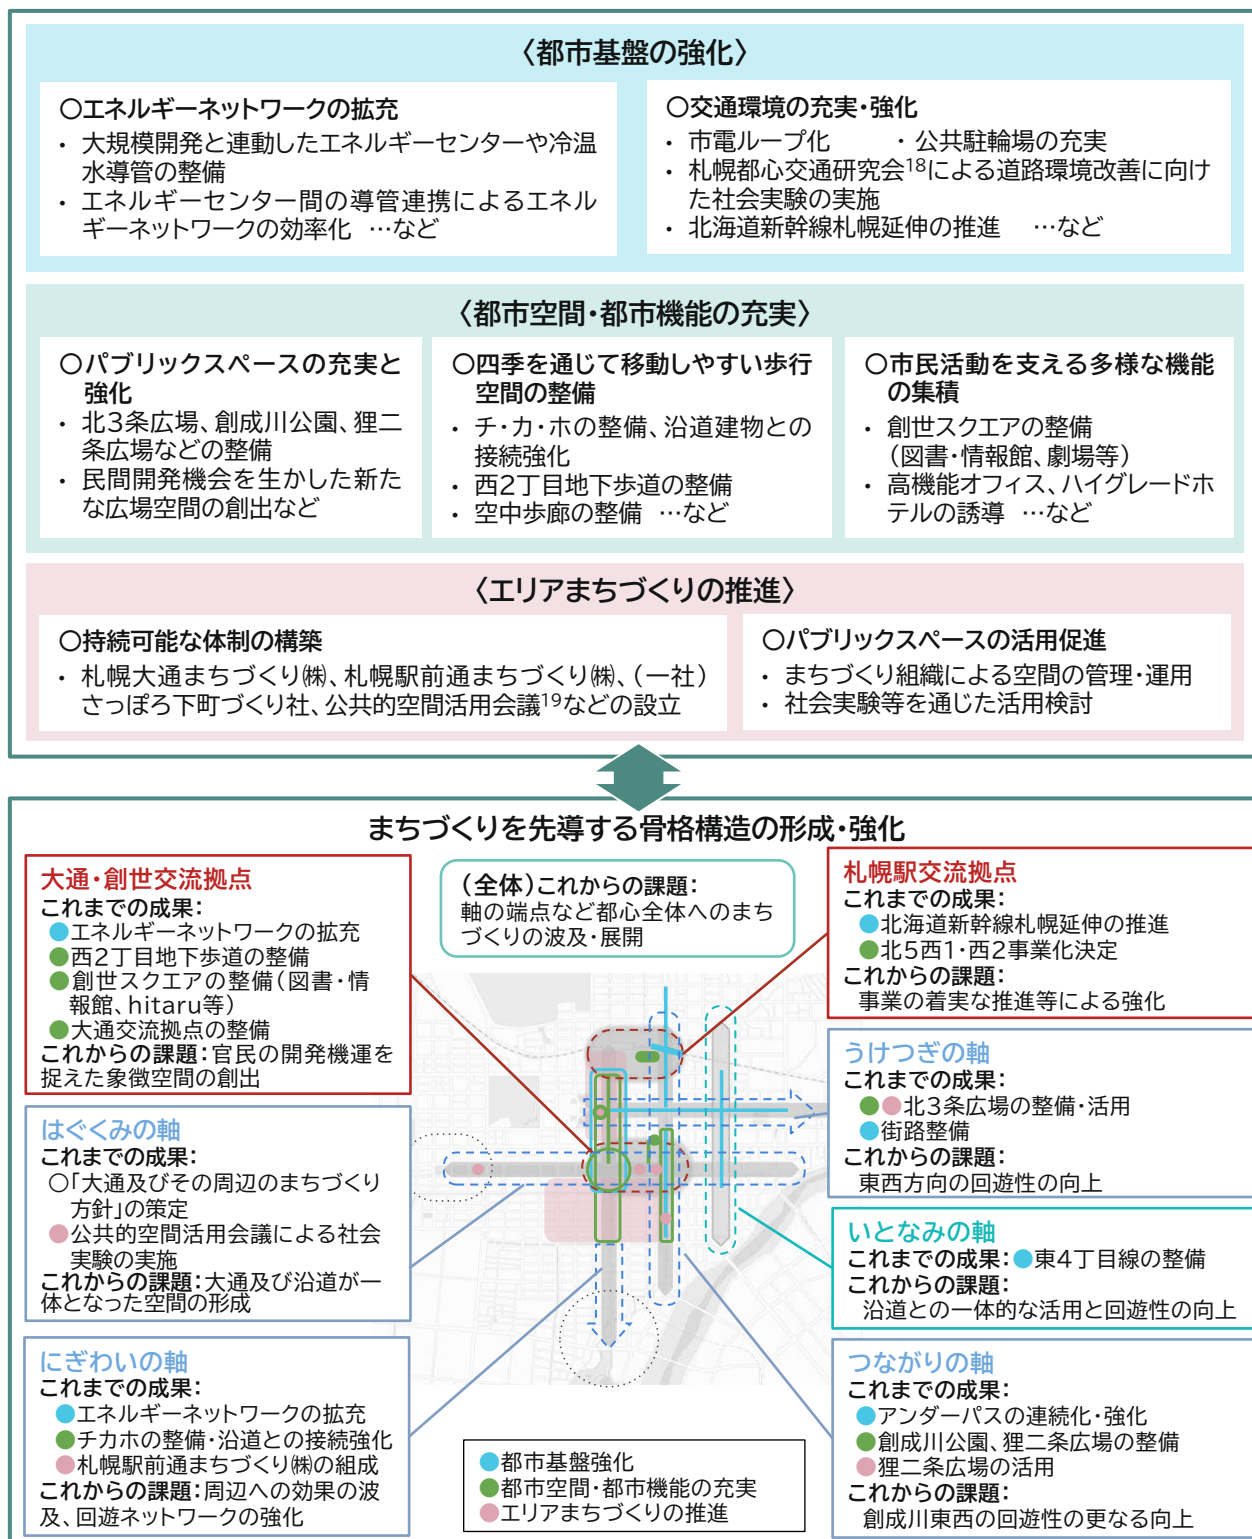 〈都市基盤の強化〉
○エネルギーネットワークの拡充
・ 大規模開発と連動したエネルギーセンターや冷温
水導管の整備
・ エネルギーセンター間の導管連携によるエネル
ギーネットワークの効率化 …など
○交通環境の充実・強化
・ 市電ループ化 ・ 公共駐輪場の充実
・ 札幌都心交通研究会18による道路環境改善に向け
た社会実験の実施
・ 北海道新幹線札幌延伸の推進 …など
〈都市空間・都市機能の充実〉
○パブリックスペースの充実と
強化
・ 北3条広場、創成川公園、狸二
条広場などの整備
・ 民間開発機会を生かした新た
な広場空間の創出など
○四季を通じて移動しやすい歩行
空間の整備
・ チ・カ・ホの整備、沿道建物との
接続強化
・ 西2丁目地下歩道の整備
・ 空中歩廊の整備 …など
○市民活動を支える多様な機能
の集積
・ 創世スクエアの整備
（図書・情報館、劇場等）
・ 高機能オフィス、ハイグレードホ
テルの誘導 …など
〈エリアまちづくりの推進〉
○持続可能な体制の構築
・ 札幌大通まちづくり㈱、札幌駅前通まちづくり㈱、（一社）
さっぽろ下町づくり社、公共的空間活用会議19などの設立
○パブリックスペースの活用促進
・ まちづくり組織による空間の管理・運用
・ 社会実験等を通じた活用検討
まちづくりを先導する骨格構造の形成・強化
大通・創世交流拠点
これまでの成果：
●エネルギーネットワークの拡充
●西2丁目地下歩道の整備
●創世スクエアの整備（図書・情
報館、hitaru等）
●大通交流拠点の整備
これからの課題：官民の開発機運を
捉えた象徴空間の創出
（全体）これからの課題：
軸の端点など都心全体へのまち
づくりの波及・展開
札幌駅交流拠点
これまでの成果：
●北海道新幹線札幌延伸の推進
●北5西1・西2事業化決定
これからの課題：
事業の着実な推進等による強化
はぐくみの軸
これまでの成果：
○「大通及びその周辺のまちづくり
方針」の策定
●公共的空間活用会議による社会
実験の実施
これからの課題：大通及び沿道が一
体となった空間の形成
うけつぎの軸
これまでの成果：
●●北3条広場の整備・活用
●街路整備
これからの課題：
東西方向の回遊性の向上
いとなみの軸
これまでの成果：●東4丁目線の整備
これからの課題：
沿道との一体的な活用と回遊性の向上
にぎわいの軸
これまでの成果：
●エネルギーネットワークの拡充
●チカホの整備・沿道との接続強化
●札幌駅前通まちづくり㈱の組成
これからの課題：周辺への効果の波
及、回遊ネットワークの強化
つながりの軸
これまでの成果：
●アンダーパスの連続化・強化
●創成川公園、狸二条広場の整備
●狸二条広場の活用
これからの課題：
創成川東西の回遊性の更なる向上
●都市基盤強化
●都市空間・都市機能の充実
●エリアまちづくりの推進